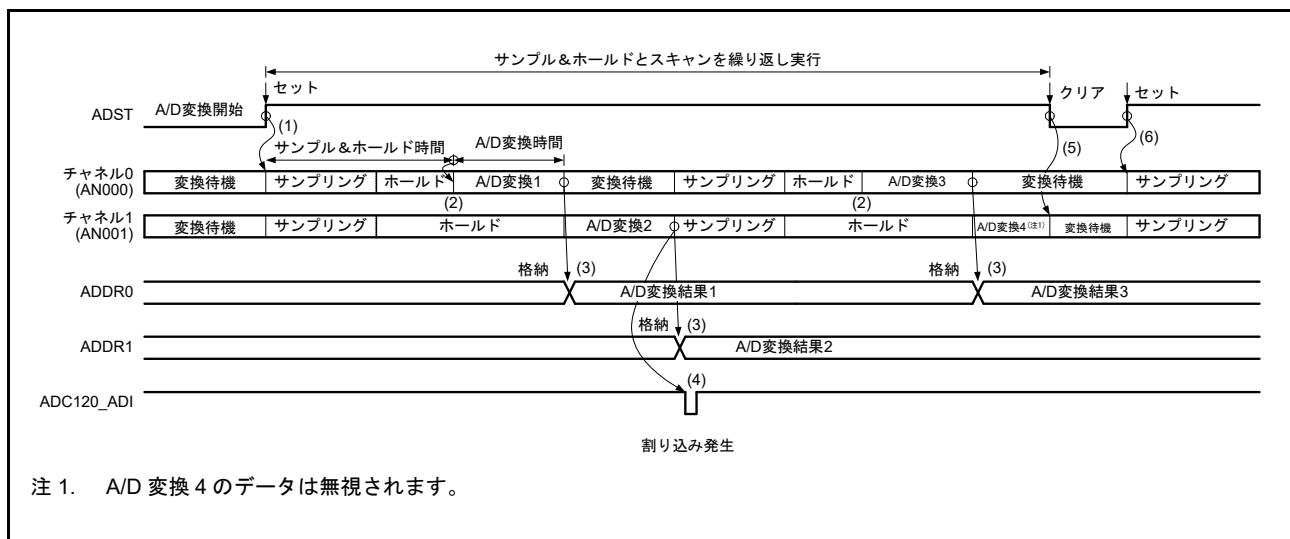 サンプル＆ホールドとスキャンを繰り返し実行
セット
クリア
セット
ADST
A/D変換開始
(1)
(5)
(6)
サンプル＆ホールド時間
A/D変換時間
チャネル0
(AN000)
変換待機 サンプリング ホールド A/D変換1 変換待機 サンプリング ホールド A/D変換3 変換待機 サンプリング
(2)
(2)
チャネル1
(AN001)
変換待機 サンプリング ホールド A/D変換2 サンプリング ホールド A/D変換4(注1) 変換待機 サンプリング
格納 (3)
格納 (3)
ADDR0
A/D変換結果1
A/D変換結果3
格納 (3)
ADDR1
A/D変換結果2
(4)
ADC120_ADI
割り込み発生
注 1. A/D 変換 4 のデータは無視されます。